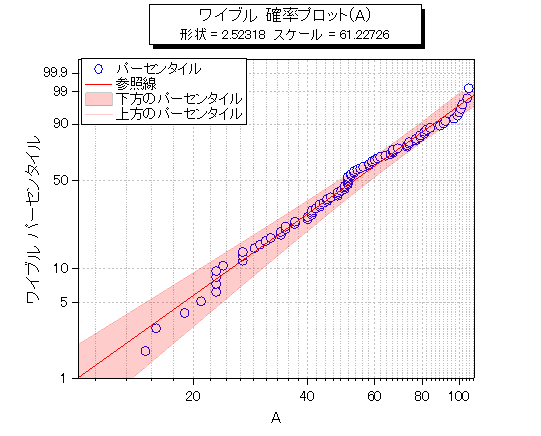 ワイブル 確率プロット(A)
形状 = 2.52318 スケール = 61.22726
パーセンタイル
参照線
下方のパーセンタイル
上方のパーセンタイル
ワイブル パーセンタイル
99.9
99
90
50
10
5
1
20
40
60
80
100
A